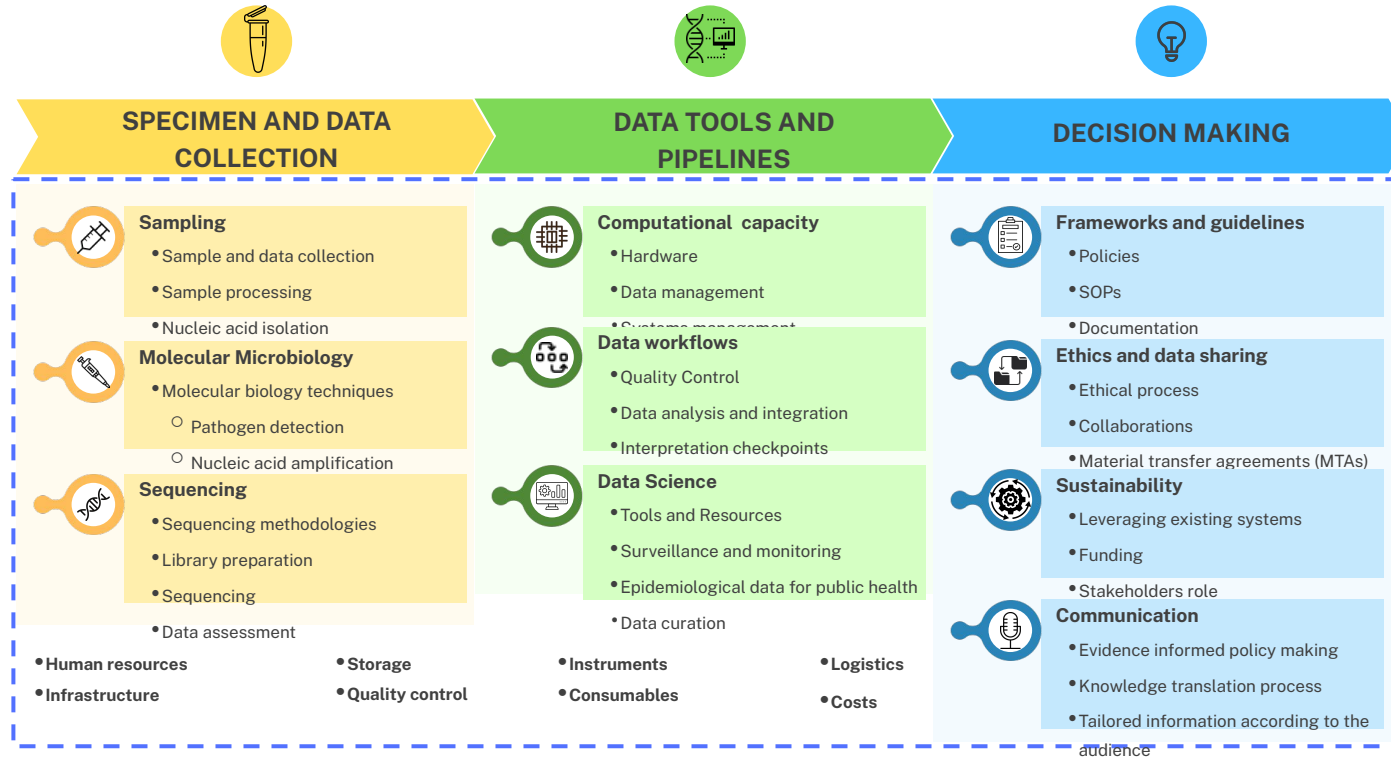 SPECIMEN AND DATA
COLLECTION
DATA TOOLS AND
PIPELINES
DECISION MAKING
Sampling
•Sample and data collection
•Sample processing
•Nucleic acid isolation
Molecular Microbiology
•Molecular biology techniques
○ Pathogen detection
○ Nucleic acid amplification
Sequencing
•Sequencing methodologies
•Library preparation
•Sequencing
•Data assessment
Computational capacity
•Hardware
•Data management
•Systems management
Data workflows
•Quality Control
•Data analysis and integration
•Interpretation checkpoints
Data Science
•Tools and Resources
•Surveillance and monitoring
•Epidemiological data for public health
•Data curation
Frameworks and guidelines
•Policies
•SOPs
•Documentation
Ethics and data sharing
•Ethical process
•Collaborations
•Material transfer agreements (MTAs)
Sustainability
•Leveraging existing systems
•Funding
•Stakeholders role
Communication
•Evidence informed policy making
•Knowledge translation process
•Tailored information according to the
audience
•Human resources
•Infrastructure
•Storage
•Quality control
•Instruments
•Consumables
•Logistics
•Costs